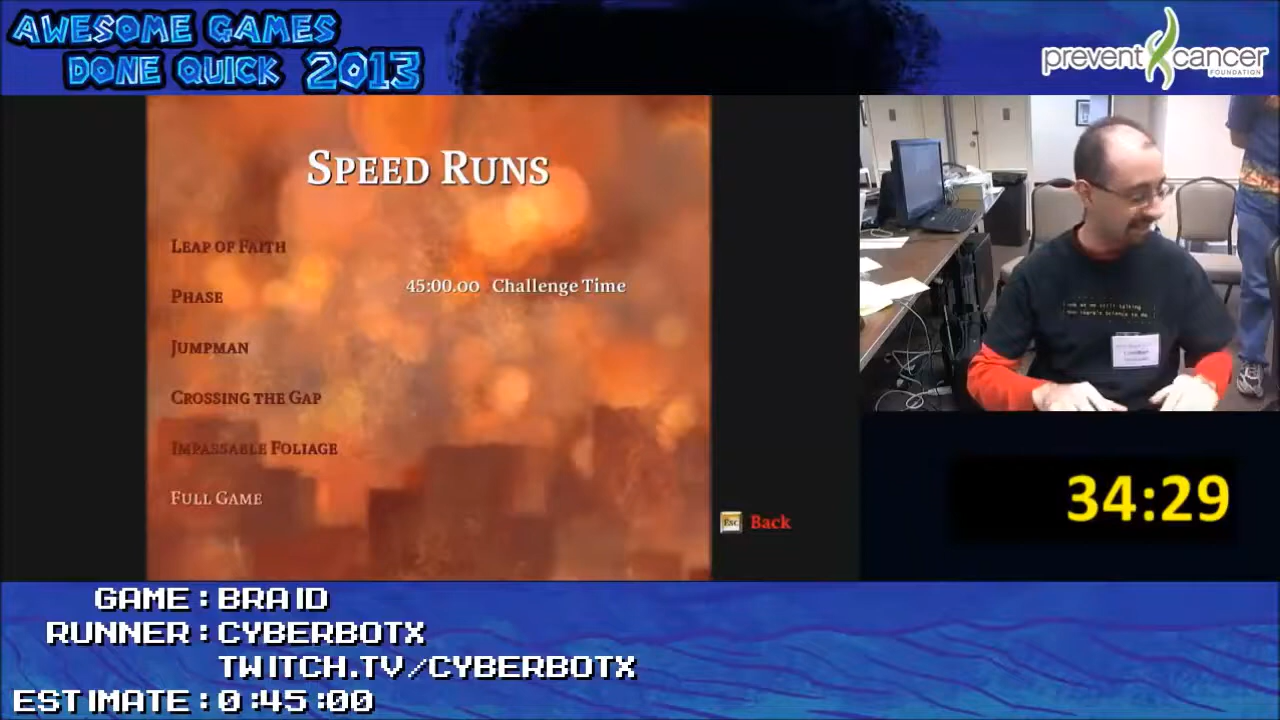 AWESOME GAMES
DONE QUICK 2013
prevent cancer
FOUNDATION
SPEED RUNS
LEAP OF FAITH
45:00.00 Challenge Time
PHASE
JUMPMAN
CROSSING THE GAP
IMPASSABLE FOLIAGE
FULL GAME
Esc Back
34:29
GAME: BRAID
RUNNER: CYBERBOTX
TWITCH.TV/CYBERBOTX
ESTIMATE: 0:45:00